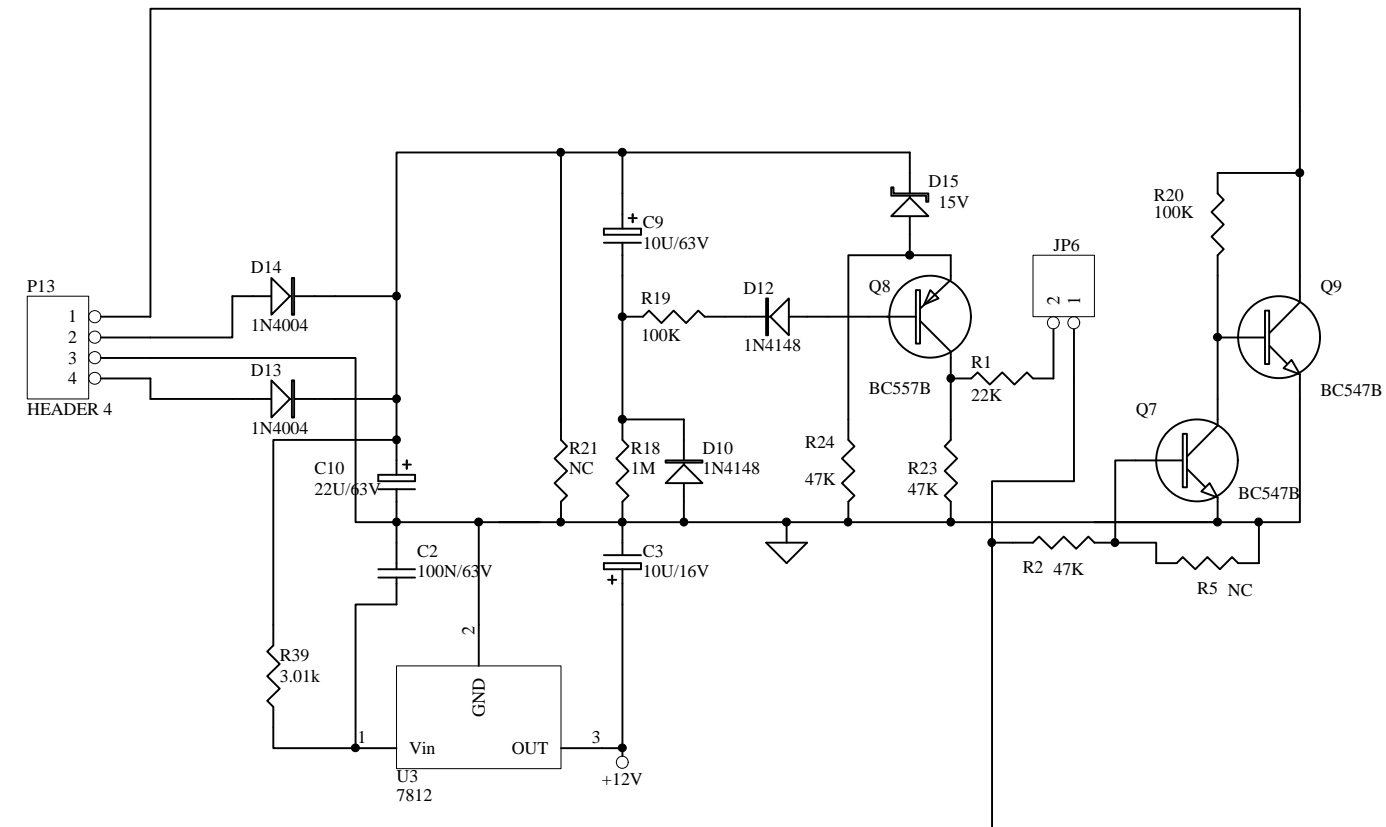 P13
1
2
3
4
HEADER 4
D14
1N4004
D13
1N4004
C10
22U/63V
C2
100N/63V
R39
3.01k
1
Vin
2
GND
OUT
3
U3
7812
+12V
R21
NC
C9
10U/63V
R19
100K
D12
1N4148
R18
1M
D10
1N4148
C3
10U/16V
D15
15V
Q8
BC557B
R24
47K
R23
47K
R1
22K
JP6
2
1
R20
100K
Q9
BC547B
Q7
BC547B
R2 47K
R5 NC